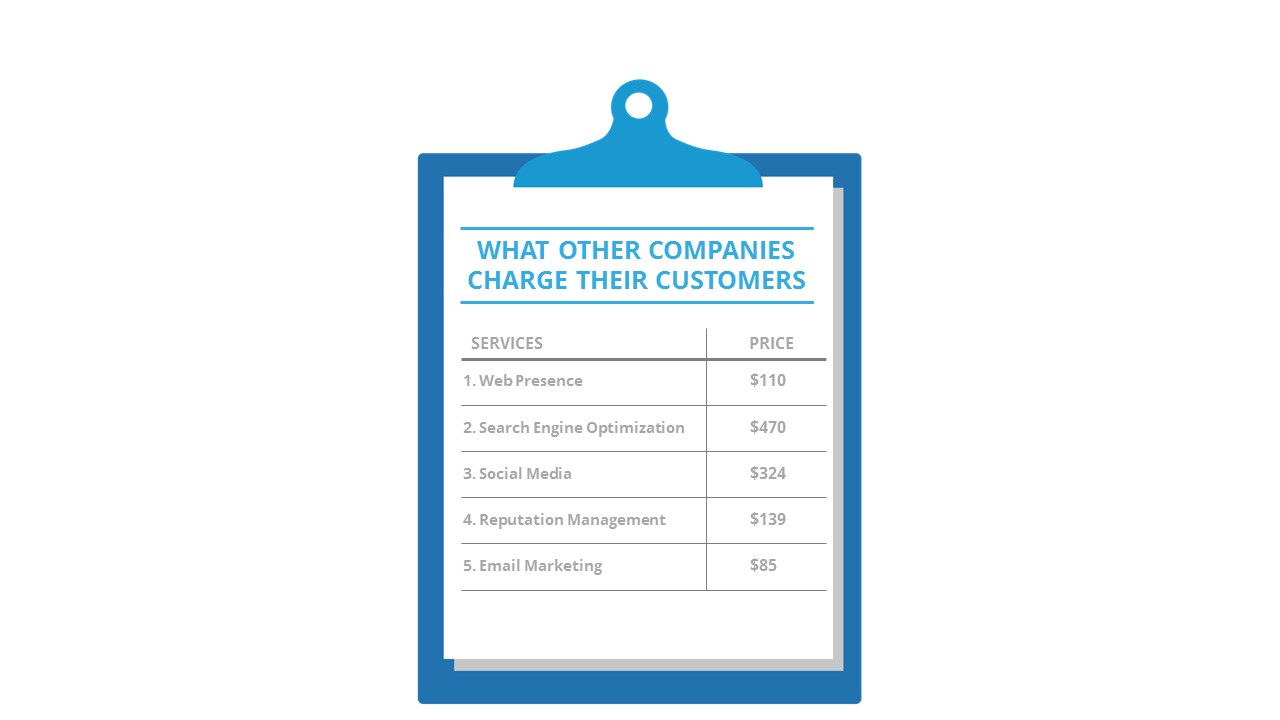 WHAT OTHER COMPANIES
CHARGE THEIR CUSTOMERS
SERVICES PRICE
1. Web Presence $110
2. Search Engine Optimization $470
3. Social Media $324
4. Reputation Management $139
5. Email Marketing $85